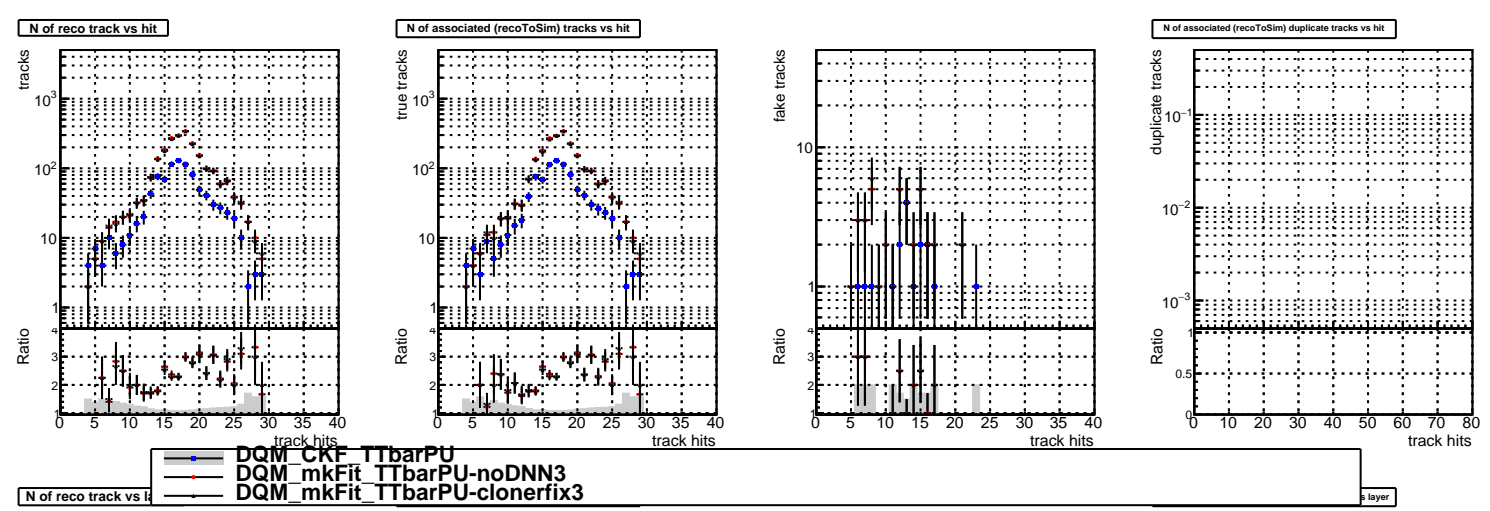 N of reco track vs hit
N of associated (recoToSim) tracks vs hit
N of associated (recoToSim) duplicate tracks vs hit
tracks
10³
10²
10
1
Ratio
4
3
2
1
0 5 10 15 20 25 30 35 40
track hits
true tracks
10³
10²
10
1
Ratio
4
3
2
1
0 5 10 15 20 25 30 35 40
track hits
fake tracks
10
1
Ratio
4
3
2
1
0 5 10 15 20 25 30 35 40
track hits
duplicate tracks
10⁻¹
10⁻²
10⁻³
Ratio
1
0.5
0
0 10 20 30 40 50 60 70 80
track hits
DQM_CKF_TTbarPU
DQM_mkFit_TTbarPU-noDNN3
DQM_mkFit_TTbarPU-clonerfix3
N of reco track vs la
s layer